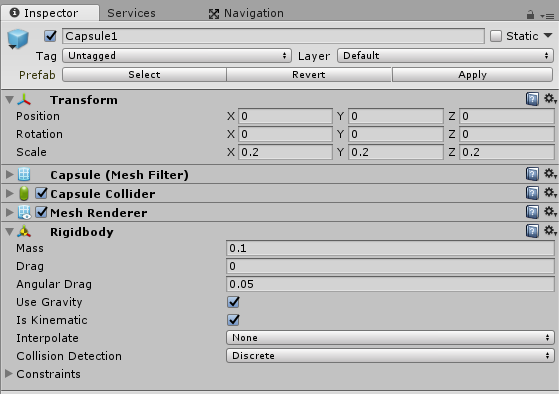 Inspector Services Navigation
Capsule1 Static
Tag Untagged Layer Default
Prefab Select Revert Apply
Transform
Position X 0 Y 0 Z 0
Rotation X 0 Y 0 Z 0
Scale X 0.2 Y 0.2 Z 0.2
Capsule (Mesh Filter)
Capsule Collider
Mesh Renderer
Rigidbody
Mass 0.1
Drag 0
Angular Drag 0.05
Use Gravity
Is Kinematic
Interpolate None
Collision Detection Discrete
Constraints